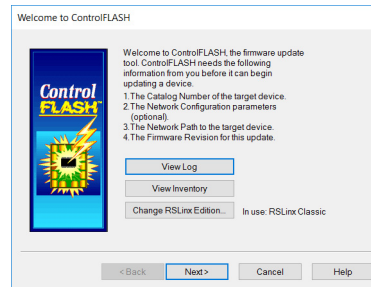 Welcome to ControlFLASH
Control
FLASH
Welcome to ControlFLASH, the firmware update
tool. ControlFLASH needs the following
information from you before it can begin
updating a device.
1.The Catalog Number of the target device.
2.The Network Configuration parameters
(optional).
3.The Network Path to the target device.
4.The Firmware Revision for this update.
View Log
View Inventory
Change RSLinx Edition...
In use: RSLinx Classic
< Back
Next >
Cancel
Help